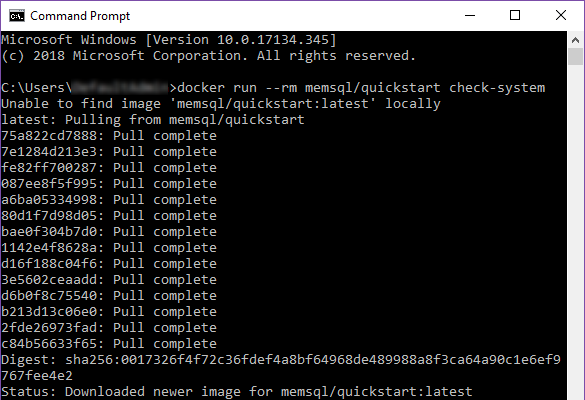 Command Prompt
Microsoft Windows [Version 10.0.17134.345]
(c) 2018 Microsoft Corporation. All rights reserved.
C:\Users\ >docker run --rm memsql/quickstart check-system
Unable to find image 'memsql/quickstart:latest' locally
latest: Pulling from memsql/quickstart
75a822cd7888: Pull complete
7e1284d213e3: Pull complete
fe82ff700287: Pull complete
087ee8f5f995: Pull complete
a6ba05334998: Pull complete
80d1f7d98d05: Pull complete
bae0f304b7d0: Pull complete
1142e4f8628a: Pull complete
d16f188c04f6: Pull complete
3e5602ceaadd: Pull complete
d6b0f8c75540: Pull complete
b213d13c06e0: Pull complete
2fde26973fad: Pull complete
c84b56633f65: Pull complete
Digest: sha256:0017326f4f72c36fdef4a8bf64968de489988a8f3ca64a90c1e6ef9
767fee4e2
Status: Downloaded newer image for memsql/quickstart:latest